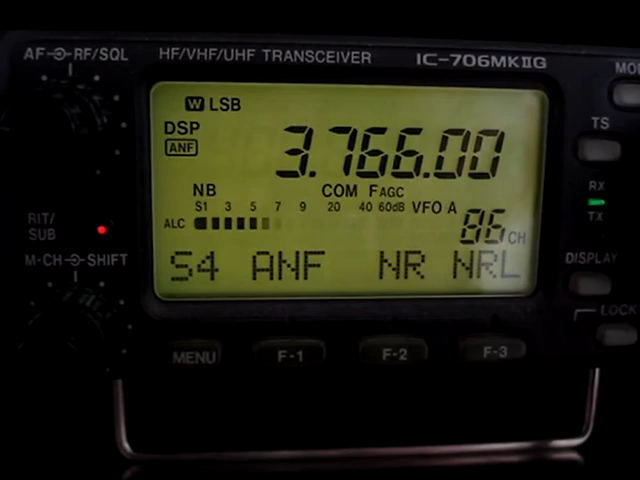 AF RF/SQL HF/VHF/UHF TRANSCEIVER IC-706MKIIG
W LSB
TS
DSP
ANF
3.766.00
RX
TX
NB COM FAGC
S1 3 5 7 9 20 40 60dB VFO A
ALC
86 CH
RIT/
SUB
M-CH SHIFT
S4 ANF NR NRL
DISPLAY
LOCK
MENU F-1 F-2 F-3